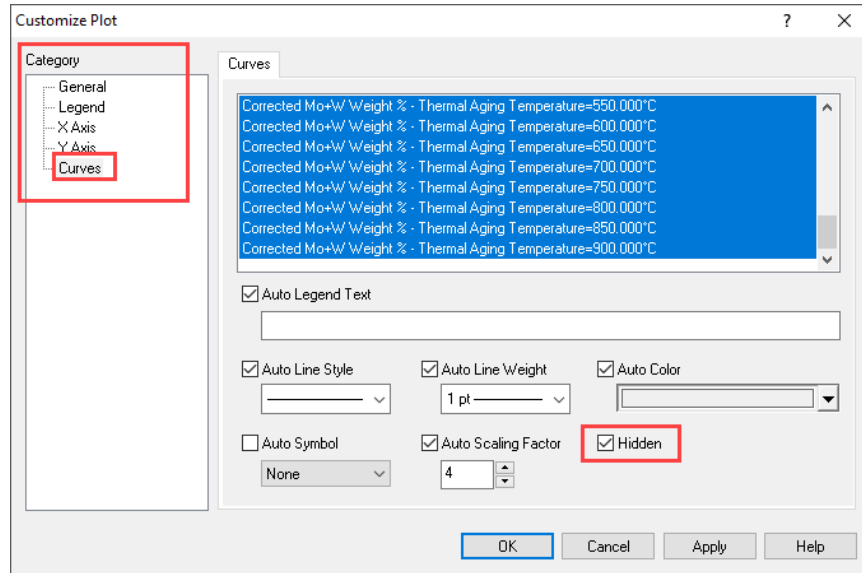 Customize Plot
?
Category
General
Legend
X Axis
Y Axis
Curves
Curves
Corrected Mo+W Weight % - Thermal Aging Temperature=550.000°C
Corrected Mo+W Weight % - Thermal Aging Temperature=600.000°C
Corrected Mo+W Weight % - Thermal Aging Temperature=650.000°C
Corrected Mo+W Weight % - Thermal Aging Temperature=700.000°C
Corrected Mo+W Weight % - Thermal Aging Temperature=750.000°C
Corrected Mo+W Weight % - Thermal Aging Temperature=800.000°C
Corrected Mo+W Weight % - Thermal Aging Temperature=850.000°C
Corrected Mo+W Weight % - Thermal Aging Temperature=900.000°C
Auto Legend Text
Auto Line Style Auto Line Weight Auto Color
1 pt
Auto Symbol Auto Scaling Factor Hidden
None 4
OK Cancel Apply Help